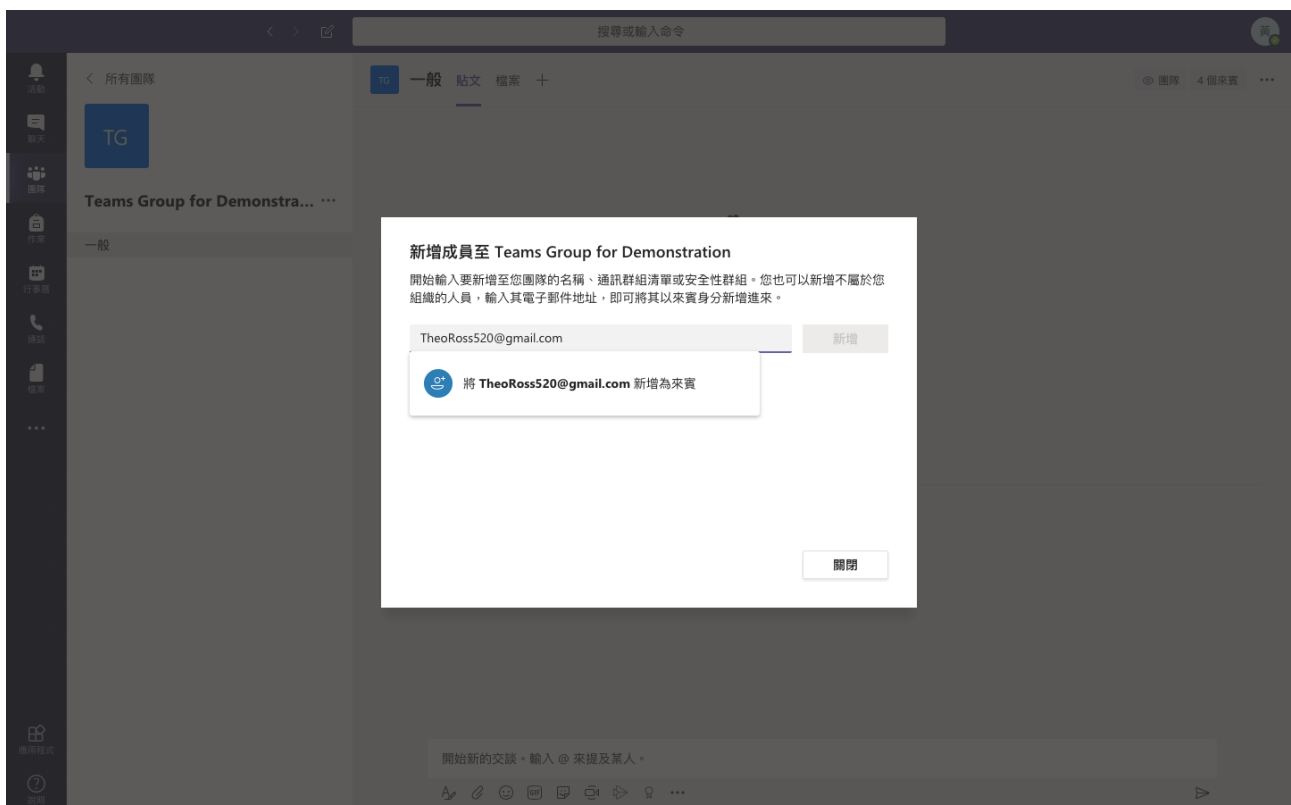 搜尋或輸入命令
黃
活動
聊天
團隊
作業
行事曆
通話
檔案
應用程式
說明
所有團隊
TG
Teams Group for Demonstra... ···
一般
TG 一般 貼文 檔案 +
團隊 4 個來賓 ···
新增成員至 Teams Group for Demonstration
開始輸入要新增至您團隊的名稱、通訊群組清單或安全性群組。您也可以新增不屬於您
組織的人員，輸入其電子郵件地址，即可將其以來賓身分新增進來。
TheoRoss520@gmail.com 新增
將 TheoRoss520@gmail.com 新增為來賓
關閉
開始新的交談。輸入 @ 來提及某人。
GIF